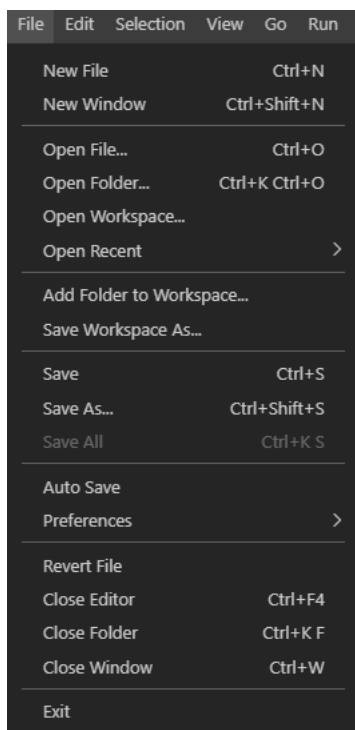 File Edit Selection View Go Run
New File Ctrl+N
New Window Ctrl+Shift+N
Open File... Ctrl+O
Open Folder... Ctrl+K Ctrl+O
Open Workspace...
Open Recent >
Add Folder to Workspace...
Save Workspace As...
Save Ctrl+S
Save As... Ctrl+Shift+S
Save All Ctrl+K S
Auto Save
Preferences >
Revert File
Close Editor Ctrl+F4
Close Folder Ctrl+K F
Close Window Ctrl+W
Exit